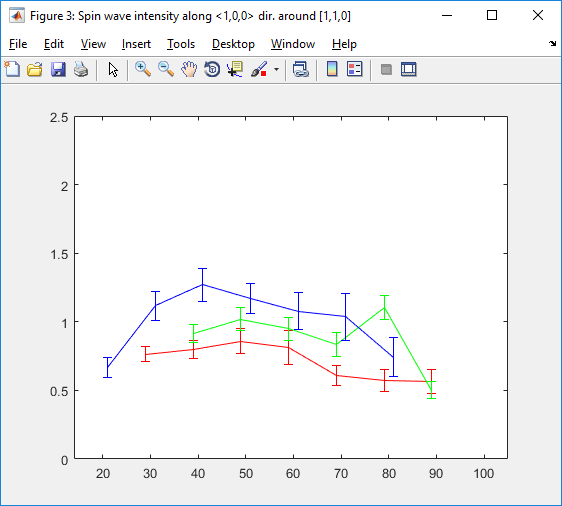 Figure 3: Spin wave intensity along <1,0,0> dir. around [1,1,0]
File Edit View Insert Tools Desktop Window Help
2.5
2
1.5
1
0.5
0
20 30 40 50 60 70 80 90 100